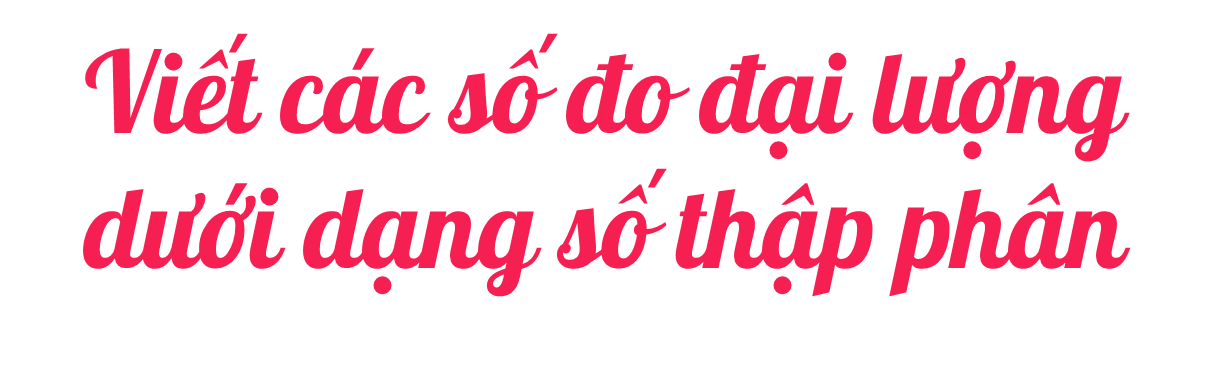 Viết các số đo đại lượng
dưới dạng số thập phân